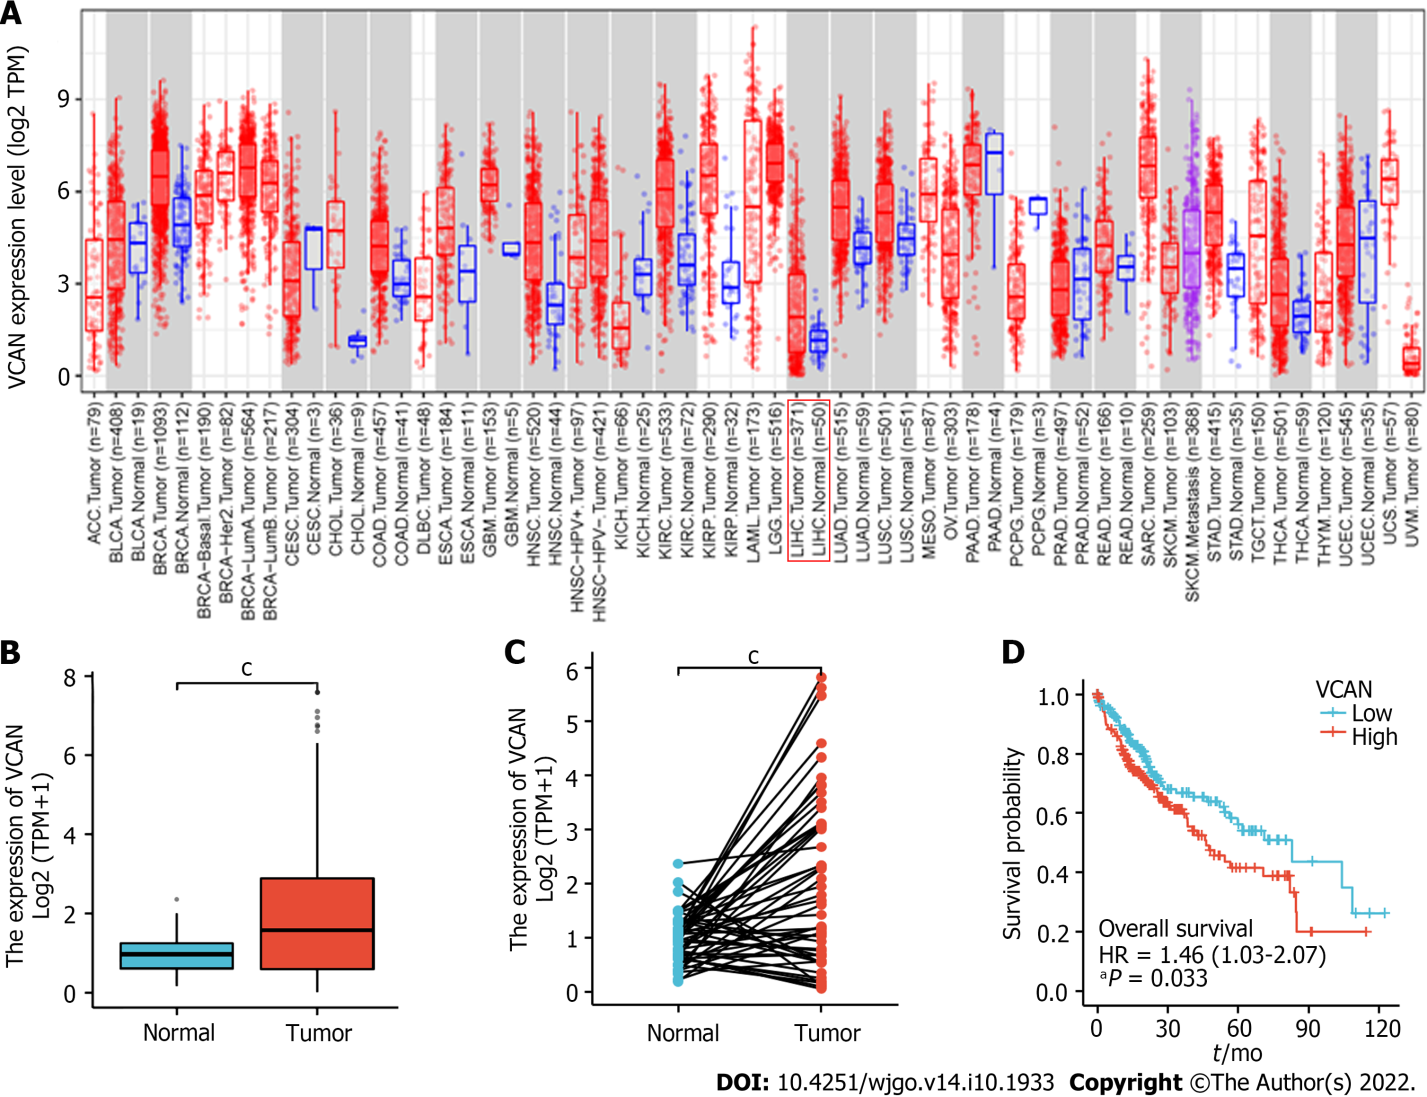 A
VCAN expression level (log2 TPM)
9
6
3
0
ACC.Tumor (n=79)
BLCA.Tumor (n=408)
BLCA.Normal (n=19)
BRCA.Tumor (n=1093)
BRCA.Normal (n=112)
BRCA-Basal.Tumor (n=190)
BRCA-Her2.Tumor (n=82)
BRCA-LumA.Tumor (n=564)
BRCA-LumB.Tumor (n=217)
CESC.Tumor (n=304)
CESC.Normal (n=3)
CHOL.Tumor (n=36)
CHOL.Normal (n=9)
COAD.Tumor (n=457)
COAD.Normal (n=41)
DLBC.Tumor (n=48)
ESCA.Tumor (n=184)
ESCA.Normal (n=11)
GBM.Tumor (n=153)
GBM.Normal (n=5)
HNSC.Tumor (n=520)
HNSC.Normal (n=44)
HNSC-HPV+.Tumor (n=97)
HNSC-HPV-.Tumor (n=421)
KICH.Tumor (n=66)
KICH.Normal (n=25)
KIRC.Tumor (n=533)
KIRC.Normal (n=72)
KIRP.Tumor (n=290)
KIRP.Normal (n=32)
LAML.Tumor (n=173)
LGG.Tumor (n=516)
LIHC.Tumor (n=371)
LIHC.Normal (n=50)
LUAD.Tumor (n=515)
LUAD.Normal (n=59)
LUSC.Tumor (n=501)
LUSC.Normal (n=51)
MESO.Tumor (n=87)
OV.Tumor (n=303)
PAAD.Tumor (n=178)
PAAD.Normal (n=4)
PCPG.Tumor (n=179)
PCPG.Normal (n=3)
PRAD.Tumor (n=497)
PRAD.Normal (n=52)
READ.Tumor (n=166)
READ.Normal (n=10)
SARC.Tumor (n=259)
SKCM.Tumor (n=103)
SKCM.Metastasis (n=368)
STAD.Tumor (n=415)
STAD.Normal (n=35)
TGCT.Tumor (n=150)
THCA.Tumor (n=501)
THCA.Normal (n=59)
THYM.Tumor (n=120)
UCEC.Tumor (n=545)
UCEC.Normal (n=35)
UCS.Tumor (n=57)
UVM.Tumor (n=80)
B
The expression of VCAN
Log2 (TPM+1)
8
6
4
2
0
c
Normal Tumor
C
The expression of VCAN
Log2 (TPM+1)
6
5
4
3
2
1
0
c
Normal Tumor
D
Survival probability
1.0
0.8
0.6
0.4
0.2
0.0
VCAN
Low
High
Overall survival
HR = 1.46 (1.03-2.07)
aP = 0.033
0 30 60 90 120
t/mo
DOI: 10.4251/wjgo.v14.i10.1933 Copyright ©The Author(s) 2022.